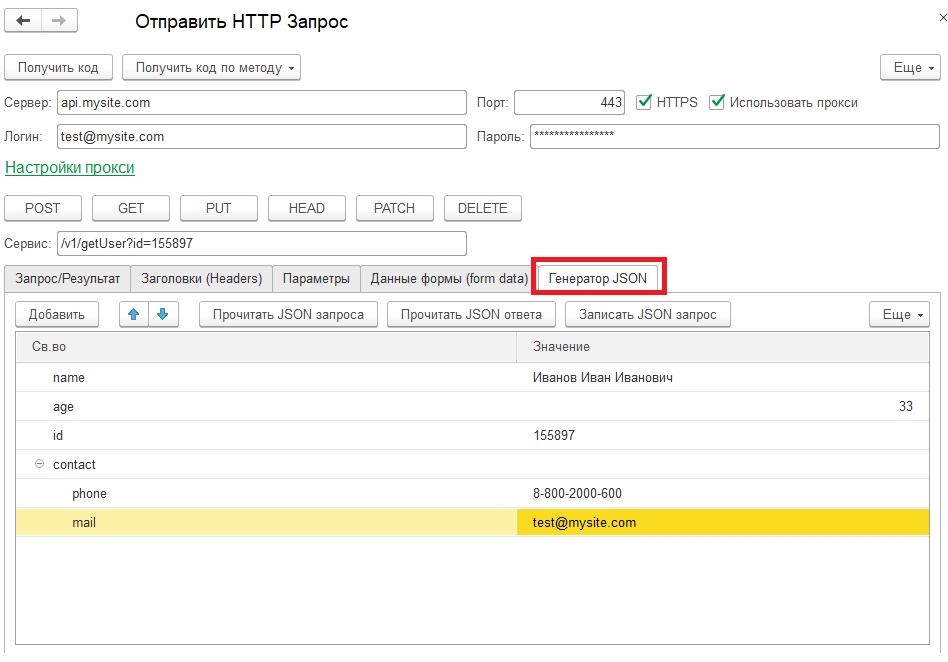 Отправить HTTP Запрос
Получить код Получить код по методу Еще
Сервер: api.mysite.com Порт: 443 HTTPS Использовать прокси
Логин: test@mysite.com Пароль: ****************
Настройки прокси
POST GET PUT HEAD PATCH DELETE
Сервис: /v1/getUser?id=155897
Запрос/Результат Заголовки (Headers) Параметры Данные формы (form data) Генератор JSON
Добавить Прочитать JSON запроса Прочитать JSON ответа Записать JSON запрос Еще
Св.во Значение
name Иванов Иван Иванович
age 33
id 155897
contact
phone 8-800-2000-600
mail test@mysite.com